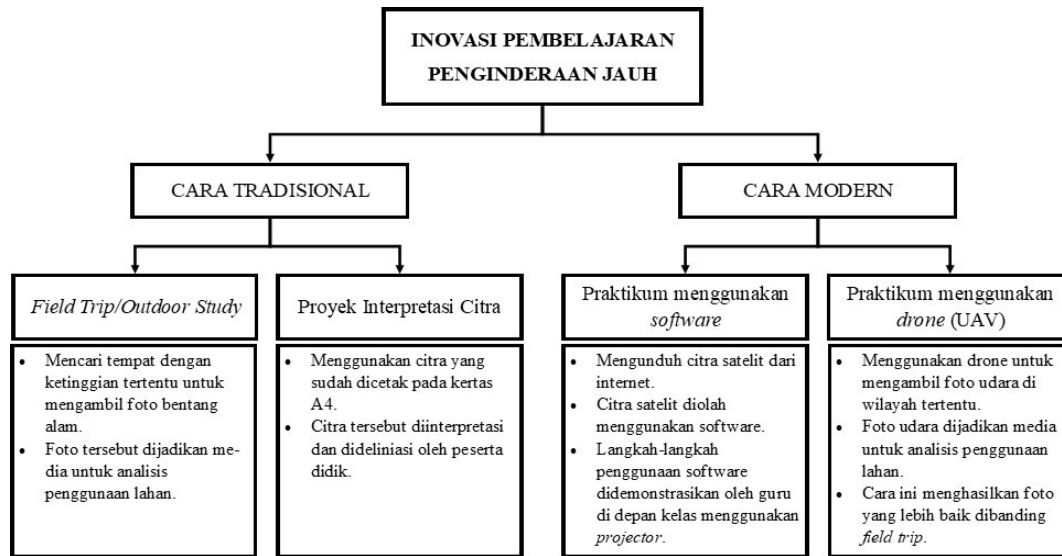 INOVASI PEMBELAJARAN
PENGINDERAAN JAUH
CARA TRADISIONAL
CARA MODERN
Field Trip/Outdoor Study
Proyek Interpretasi Citra
Praktikum menggunakan
software
Praktikum menggunakan
drone (UAV)
• Mencari tempat dengan
ketinggian tertentu untuk
mengambil foto bentang
alam.
• Foto tersebut dijadikan me-
dia untuk analisis
penggunaan lahan.
• Menggunakan citra yang
sudah dicetak pada kertas
A4.
• Citra tersebut diinterpretasi
dan dideliniasi oleh peserta
didik.
• Mengunduh citra satelit dari
internet.
• Citra satelit diolah
menggunakan software.
• Langkah-langkah
penggunaan software
didemonstrasikan oleh guru
di depan kelas menggunakan
projector.
• Menggunakan drone untuk
mengambil foto udara di
wilayah tertentu.
• Foto udara dijadikan media
untuk analisis penggunaan
lahan.
• Cara ini menghasilkan foto
yang lebih baik dibanding
field trip.